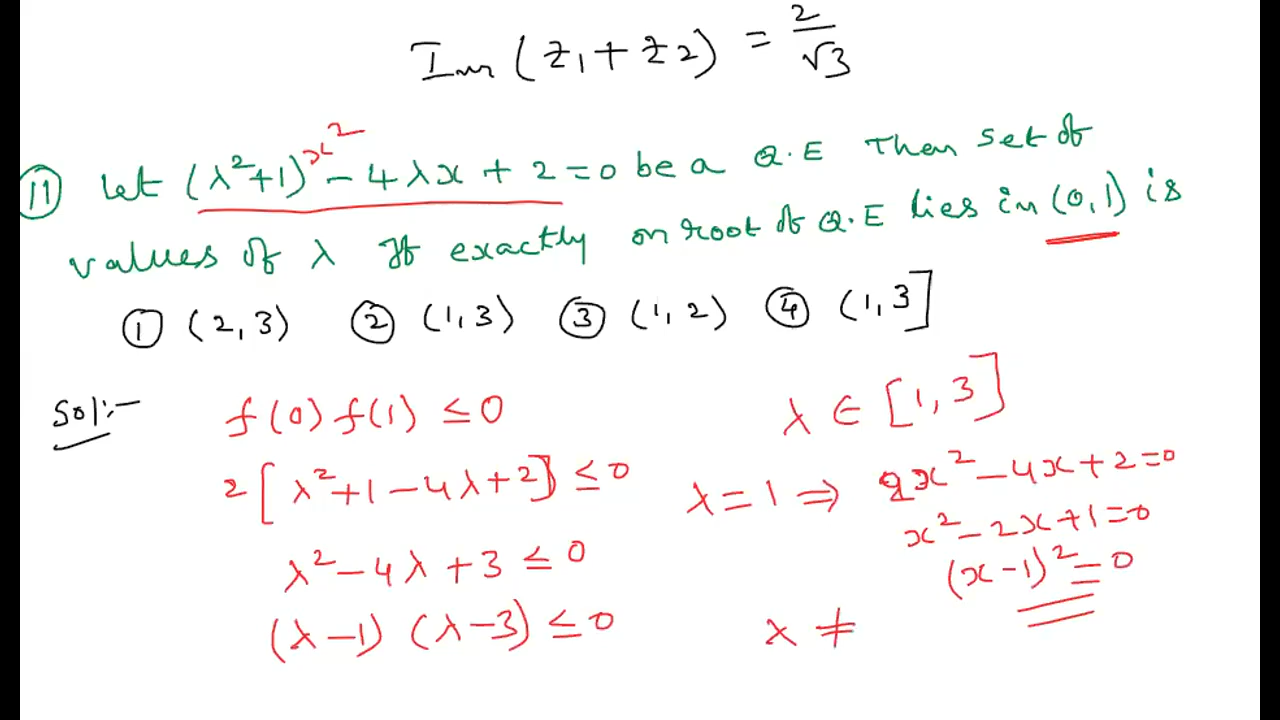 Im (z₁ + z₂) = 2/√3
⑪ Let (λ²+1)x² - 4λx + 2 = 0 be a Q.E Then set of
values of λ If exactly on root of Q.E lies in (0,1) is
① (2,3) ② (1,3) ③ (1,2) ④ (1,3]
Sol:-
f(0) f(1) ≤ 0
2[λ²+1-4λ+2] ≤ 0
λ²-4λ+3 ≤ 0
(λ-1) (λ-3) ≤ 0
λ ∈ [1,3]
λ = 1 ⇒ 2x²-4x+2=0
x²-2x+1=0
(x-1)²=0
λ ≠